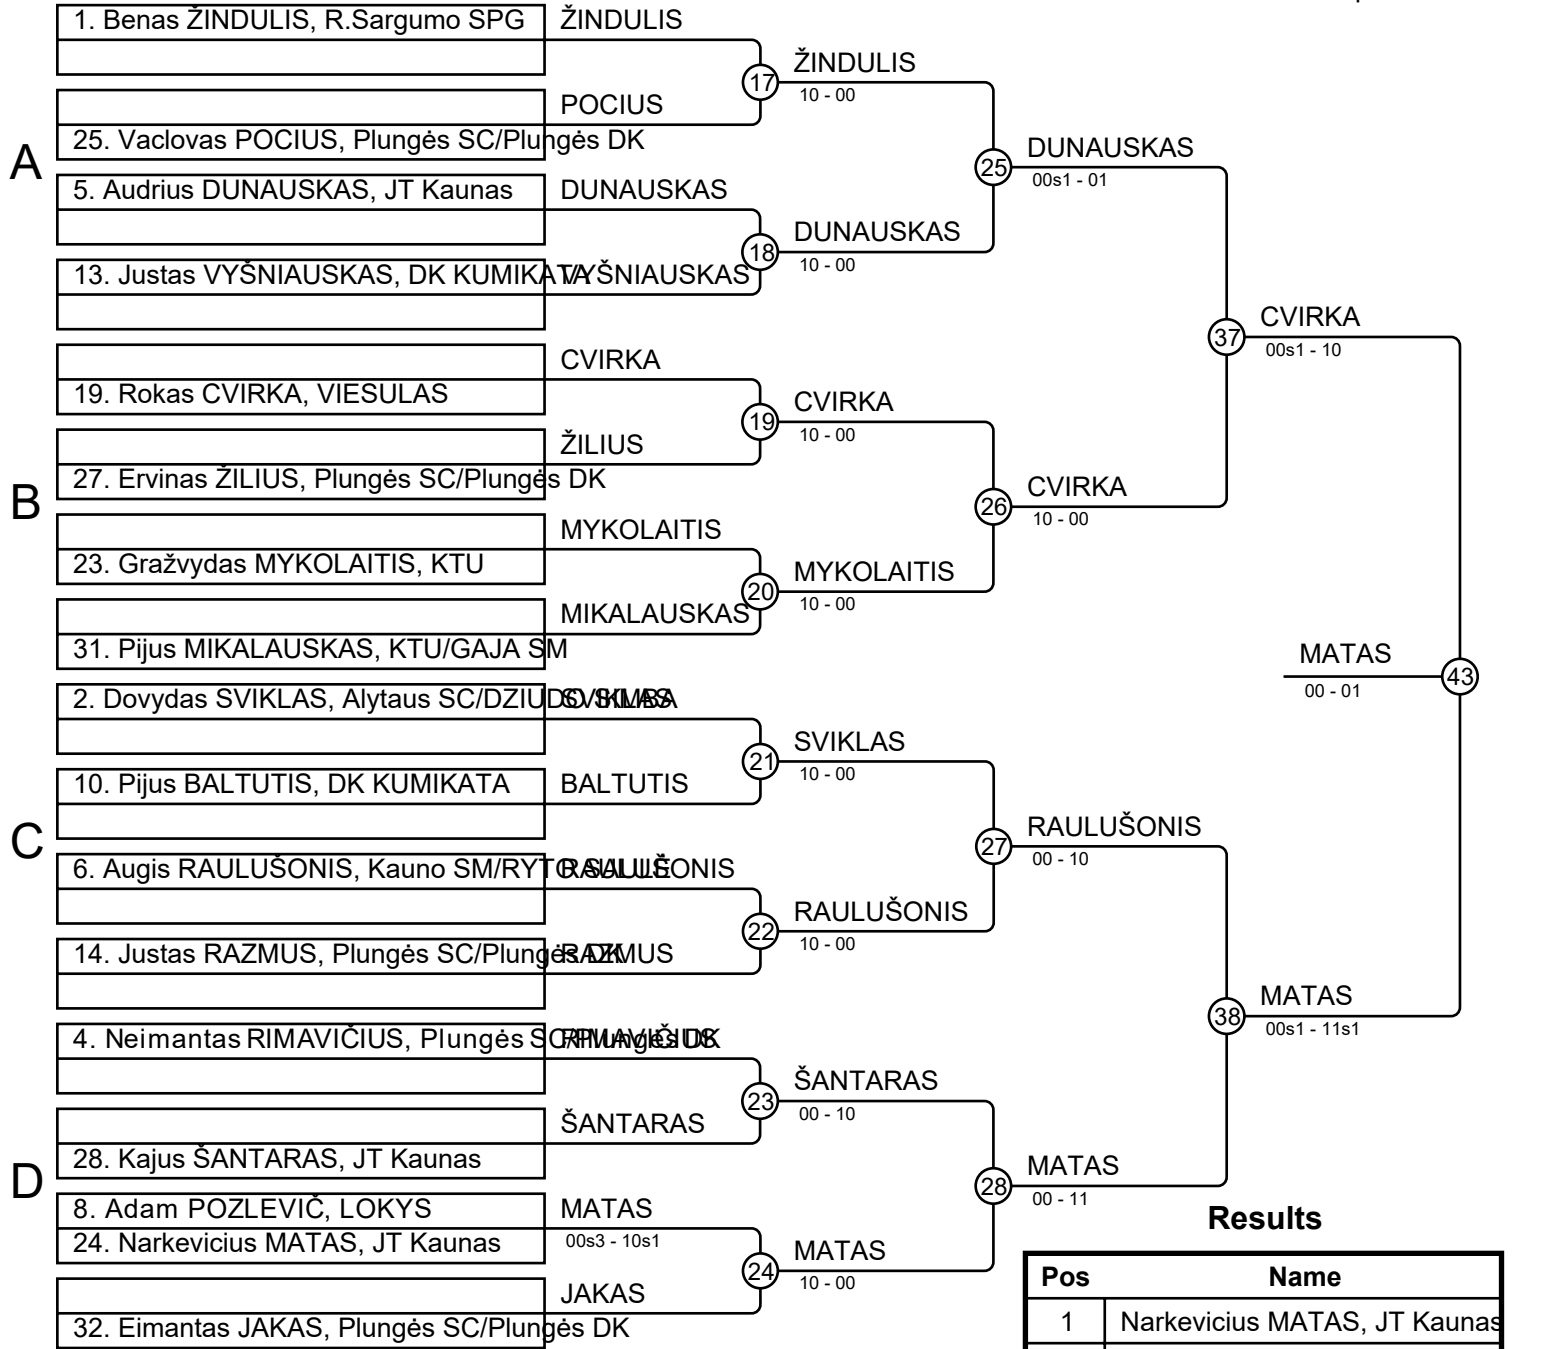 1. Benas ŽINDULIS, R.Sargumo SPG
ŽINDULIS
17
ŽINDULIS
10 - 00
POCIUS
25. Vaclovas POCIUS, Plungės SC/Plungės DK
A
25
DUNAUSKAS
00s1 - 01
5. Audrius DUNAUSKAS, JT Kaunas
DUNAUSKAS
18
DUNAUSKAS
10 - 00
13. Justas VYŠNIAUSKAS, DK KUMIKATA
VYŠNIAUSKAS
37
CVIRKA
00s1 - 10
CVIRKA
19. Rokas CVIRKA, VIESULAS
19
CVIRKA
10 - 00
ŽILIUS
27. Ervinas ŽILIUS, Plungės SC/Plungės DK
B
26
CVIRKA
10 - 00
MYKOLAITIS
23. Gražvydas MYKOLAITIS, KTU
20
MYKOLAITIS
10 - 00
MIKALAUSKAS
31. Pijus MIKALAUSKAS, KTU/GAJA SM
MATAS
43
00 - 01
2. Dovydas SVIKLAS, Alytaus SC/DZIUDO SIMBA
SVIKLAS
21
SVIKLAS
10 - 00
10. Pijus BALTUTIS, DK KUMIKATA
BALTUTIS
C
27
RAULUŠONIS
00 - 10
6. Augis RAULUŠONIS, Kauno SM/RYTO SAULĖ
RAULUŠONIS
22
RAULUŠONIS
10 - 00
14. Justas RAZMUS, Plungės SC/Plungės DK
RAZMUS
38
MATAS
00s1 - 11s1
4. Neimantas RIMAVIČIUS, Plungės SC/Plungės DK
RIMAVIČIUS
23
ŠANTARAS
00 - 10
ŠANTARAS
28. Kajus ŠANTARAS, JT Kaunas
D
28
MATAS
00 - 11
8. Adam POZLEVIČ, LOKYS
MATAS
24. Narkevicius MATAS, JT Kaunas
00s3 - 10s1
24
MATAS
10 - 00
JAKAS
32. Eimantas JAKAS, Plungės SC/Plungės DK
Results
Pos Name
1 Narkevicius MATAS, JT Kaunas